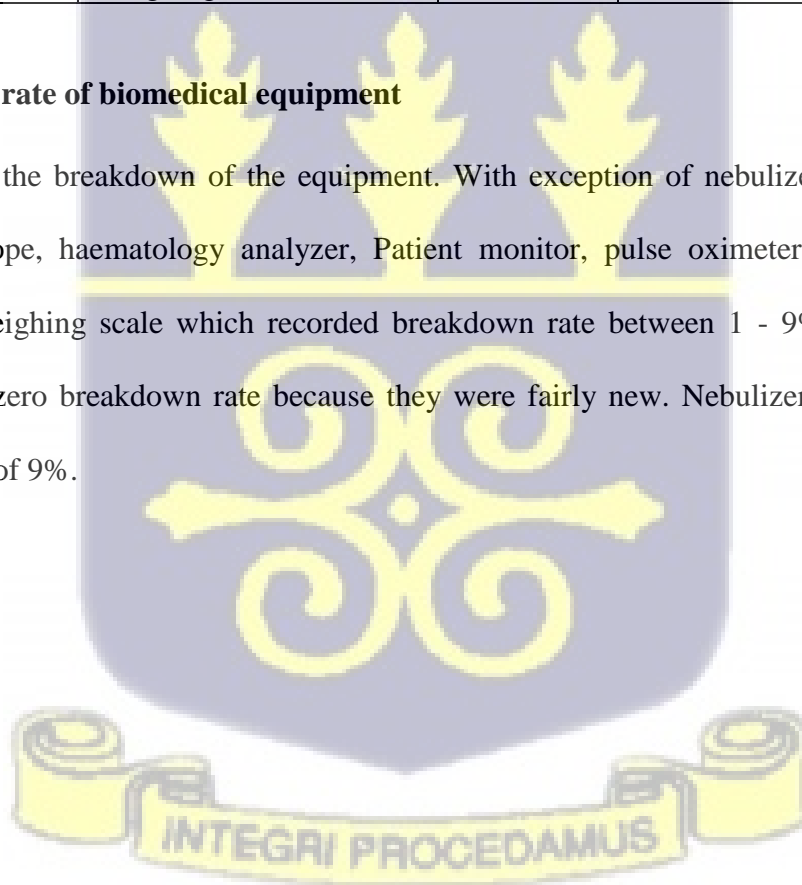 rate of biomedical equipment
the breakdown of the equipment. With exception of nebulize
ope, haematology analyzer, Patient monitor, pulse oximeter
eighing scale which recorded breakdown rate between 1 - 9%
zero breakdown rate because they were fairly new. Nebulizer
of 9%.
INTEGRI PROCEDAMUS